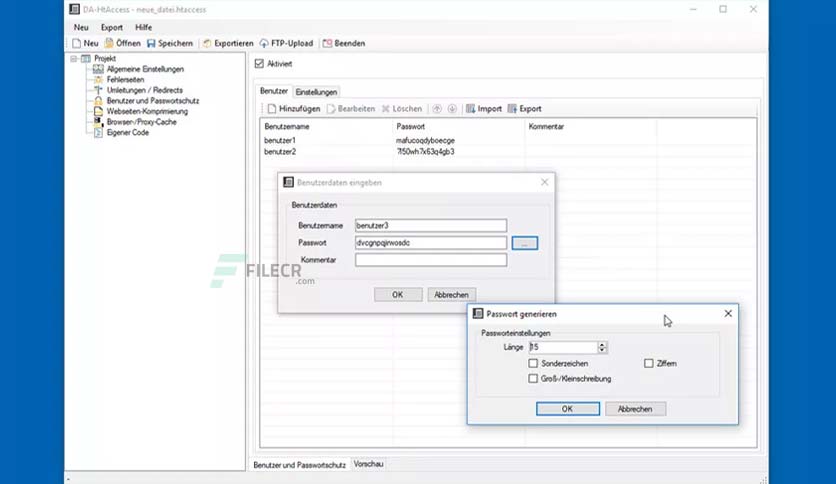 DA-HtAccess - neue_datei.htaccess
Neu Export Hilfe
Neu Öffnen Speichern Exportieren FTP-Upload Beenden
Projekt
Allgemeine Einstellungen
Fehlerseiten
Umleitungen / Redirects
Benutzer und Passwortschutz
Webseiten-Komprimierung
Browser-/Proxy-Cache
Eigener Code
Aktiviert
Benutzer Einstellungen
Hinzufügen Bearbeiten Löschen Import Export
Benutzername Passwort Kommentar
benutzer1 mafucoqdyboecge
benutzer2 7l50wh7x63q4gb3
Benutzerdaten eingeben
Benutzerdaten
Benutzername benutzer3
Passwort dvcgnpqjrwosdc ...
Kommentar
OK Abbrechen
FILECR
.com
Passwort generieren
Passworteinstellungen
Länge 15
Sonderzeichen Ziffern
Groß-/Kleinschreibung
OK Abbrechen
Benutzer und Passwortschutz Vorschau